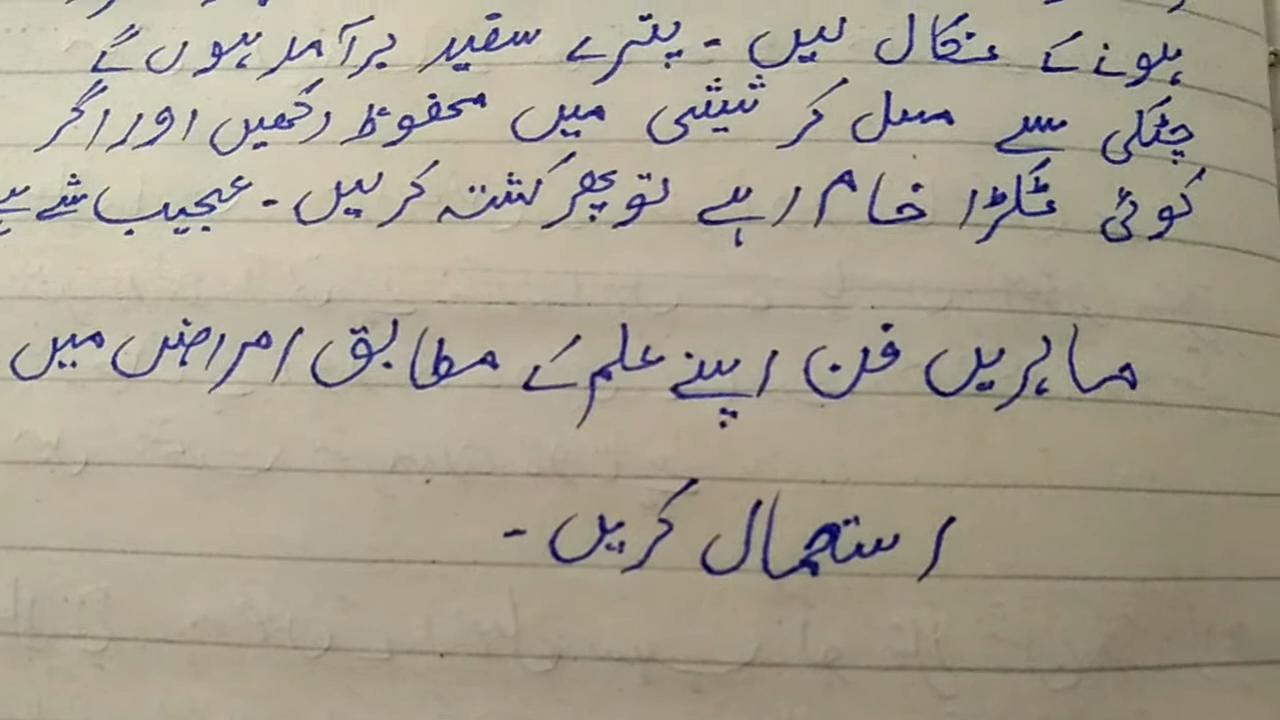 ہونے کے نکال لیں ۔ پترے سفید برآمد ہوں گے
چٹکی سے مسل کر شیشی میں محفوظ رکھیں اور اگر
کوئی ٹکڑا خام رہے تو پھر کشتہ کریں ۔ عجیب شے ہے
ماہرین فن اپنے علم کے مطابق امراض میں
استعمال کریں ۔